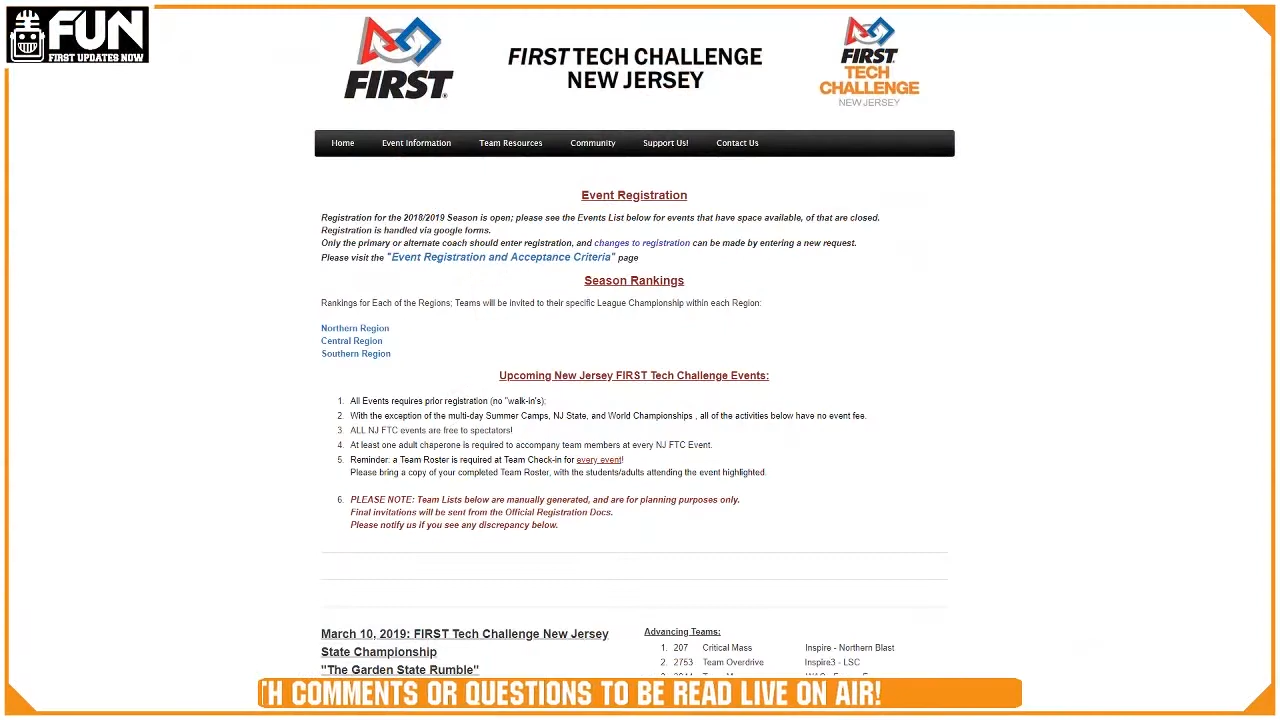 FUN
FIRST UPDATES NOW
FIRST
FIRST TECH CHALLENGE
NEW JERSEY
FIRST
TECH
CHALLENGE
NEW JERSEY
Home Event Information Team Resources Community Support Us! Contact Us
Event Registration
Registration for the 2018/2019 Season is open; please see the Events List below for events that have space available, of that are closed.
Registration is handled via google forms.
Only the primary or alternate coach should enter registration, and changes to registration can be made by entering a new request.
Please visit the "Event Registration and Acceptance Criteria" page
Season Rankings
Rankings for Each of the Regions; Teams will be invited to their specific League Championship within each Region:
Northern Region
Central Region
Southern Region
Upcoming New Jersey FIRST Tech Challenge Events:
1. All Events requires prior registration (no "walk-in's);
2. With the exception of the multi-day Summer Camps, NJ State, and World Championships , all of the activities below have no event fee.
3. ALL NJ FTC events are free to spectators!
4. At least one adult chaperone is required to accompany team members at every NJ FTC Event.
5. Reminder: a Team Roster is required at Team Check-in for every event!
Please bring a copy of your completed Team Roster, with the students/adults attending the event highlighted.
6. PLEASE NOTE: Team Lists below are manually generated, and are for planning purposes only.
Final invitations will be sent from the Official Registration Docs.
Please notify us if you see any discrepancy below.
March 10, 2019: FIRST Tech Challenge New Jersey
State Championship
"The Garden State Rumble"
Advancing Teams:
1. 207 Critical Mass Inspire - Northern Blast
2. 2753 Team Overdrive Inspire3 - LSC
TH COMMENTS OR QUESTIONS TO BE READ LIVE ON AIR!